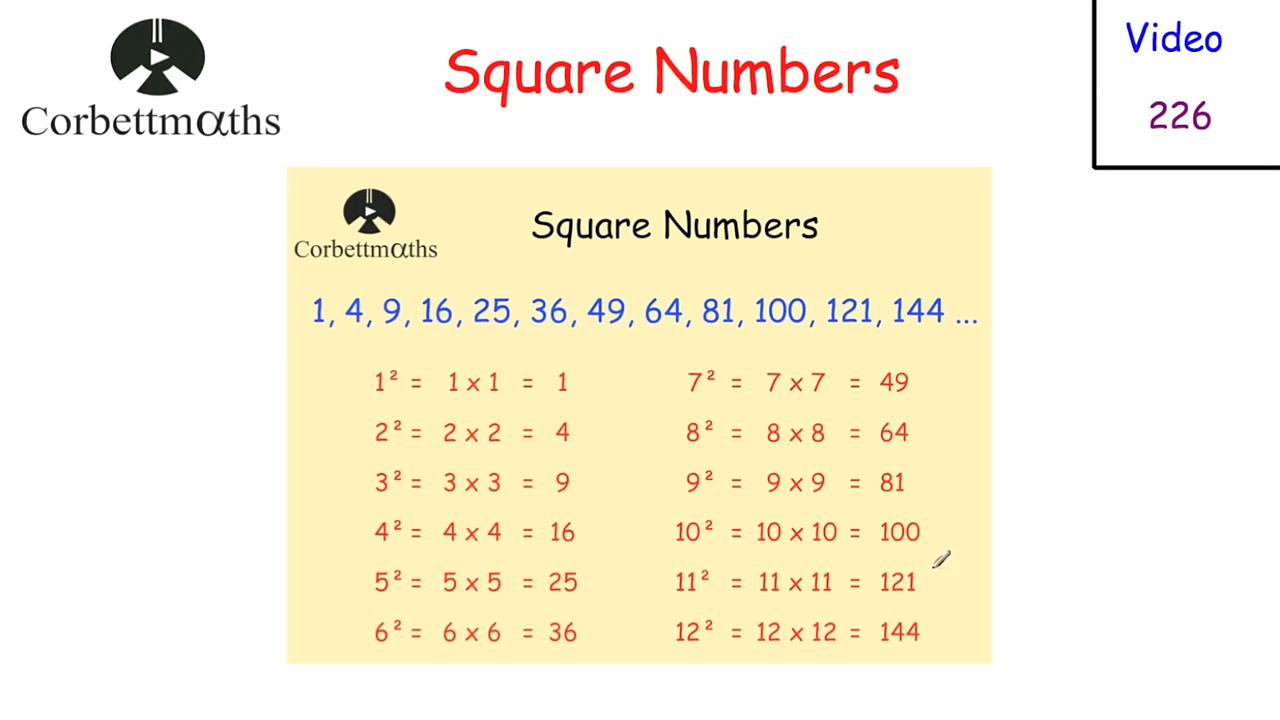 Corbettmαths
Square Numbers
Video
226
Corbettmαths
Square Numbers
1, 4, 9, 16, 25, 36, 49, 64, 81, 100, 121, 144 ...
1² = 1 x 1 = 1
2² = 2 x 2 = 4
3² = 3 x 3 = 9
4² = 4 x 4 = 16
5² = 5 x 5 = 25
6² = 6 x 6 = 36
7² = 7 x 7 = 49
8² = 8 x 8 = 64
9² = 9 x 9 = 81
10² = 10 x 10 = 100
11² = 11 x 11 = 121
12² = 12 x 12 = 144